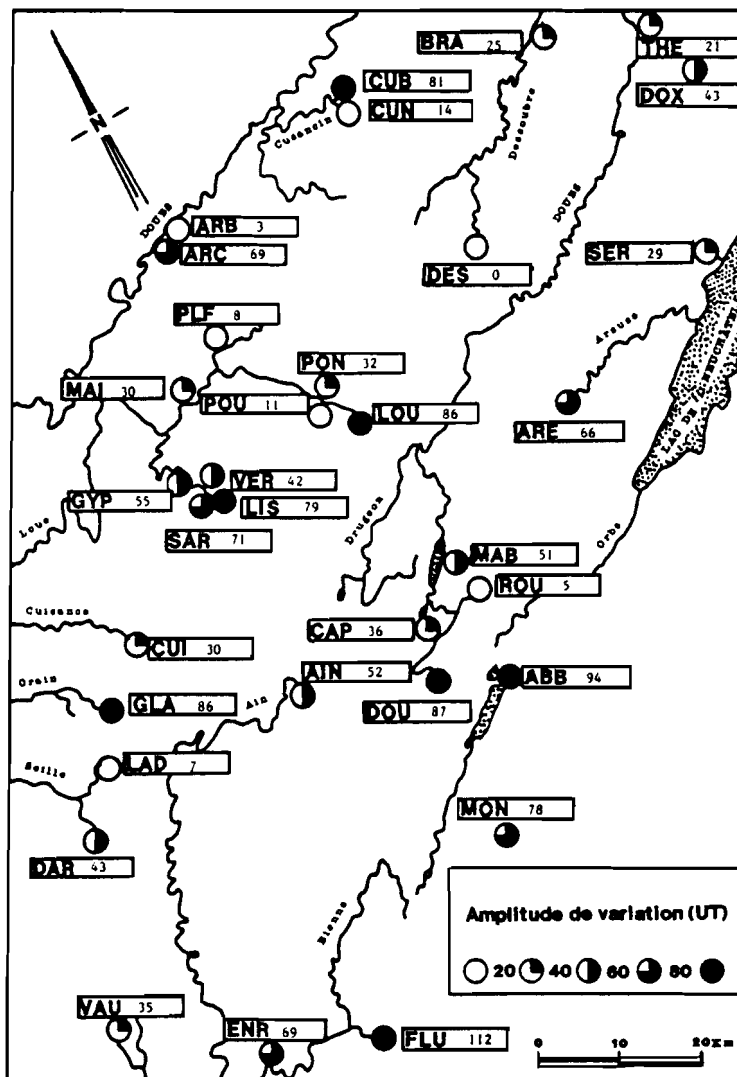 BRA 25
THE 21
CUB 81
DOX 43
CUN 14
Cusancin
Dessoubre
N
DOUBS
DOUBS
ARB 3
ARC 69
SER 29
DES 0
PLF 8
Areuse
LAC DE NEUCHÂTEL
PON 32
MAI 30
POU 11
LOU 86
ARE 66
VER 42
GYP 55
LIS 79
Loue
SAR 71
Drugeon
Orbe
MAB 51
ROU 5
Cuisance
CAP 36
CUI 30
AIN 52
ABB 94
Orain
GLA 86
Ain
DOU 87
LAD 7
Seille
MON 78
DAR 43
Bienne
Amplitude de variation (UT)
20 40 60 80
VAU 35
ENR 69
FLU 112
0 10 20Km